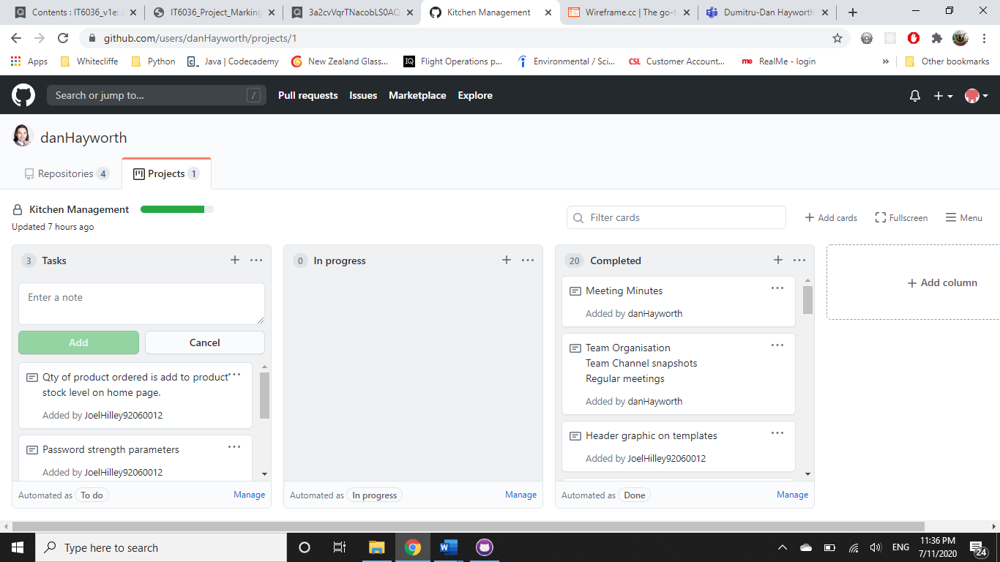 Contents : IT6036_v1e: A
IT6036_Project_Marking
3a2cvVqrTNacobLS0AQ
Kitchen Management
Wireframe.cc | The go-t
Dumitru-Dan Hayworth
github.com/users/danHayworth/projects/1
Apps
Whitecliffe
Python
Java | Codecademy
New Zealand Glass...
IQ
Flight Operations p...
Environmental / Sci...
CSL
Customer Account...
me
RealMe - login
»
Other bookmarks
Search or jump to...
/
Pull requests
Issues
Marketplace
Explore
danHayworth
Repositories 4
Projects 1
Kitchen Management
Updated 7 hours ago
Filter cards
+ Add cards
Fullscreen
Menu
3 Tasks
Enter a note
Add
Cancel
Qty of product ordered is add to product
stock level on home page.
Added by JoelHilley92060012
Password strength parameters
Added by JoelHilley92060012
Automated as To do
Manage
0 In progress
Automated as In progress
Manage
20 Completed
Meeting Minutes
Added by danHayworth
Team Organisation
Team Channel snapshots
Regular meetings
Added by danHayworth
Header graphic on templates
Added by JoelHilley92060012
Automated as Done
Manage
+ Add column
Type here to search
ENG
11:36 PM
7/11/2020
24